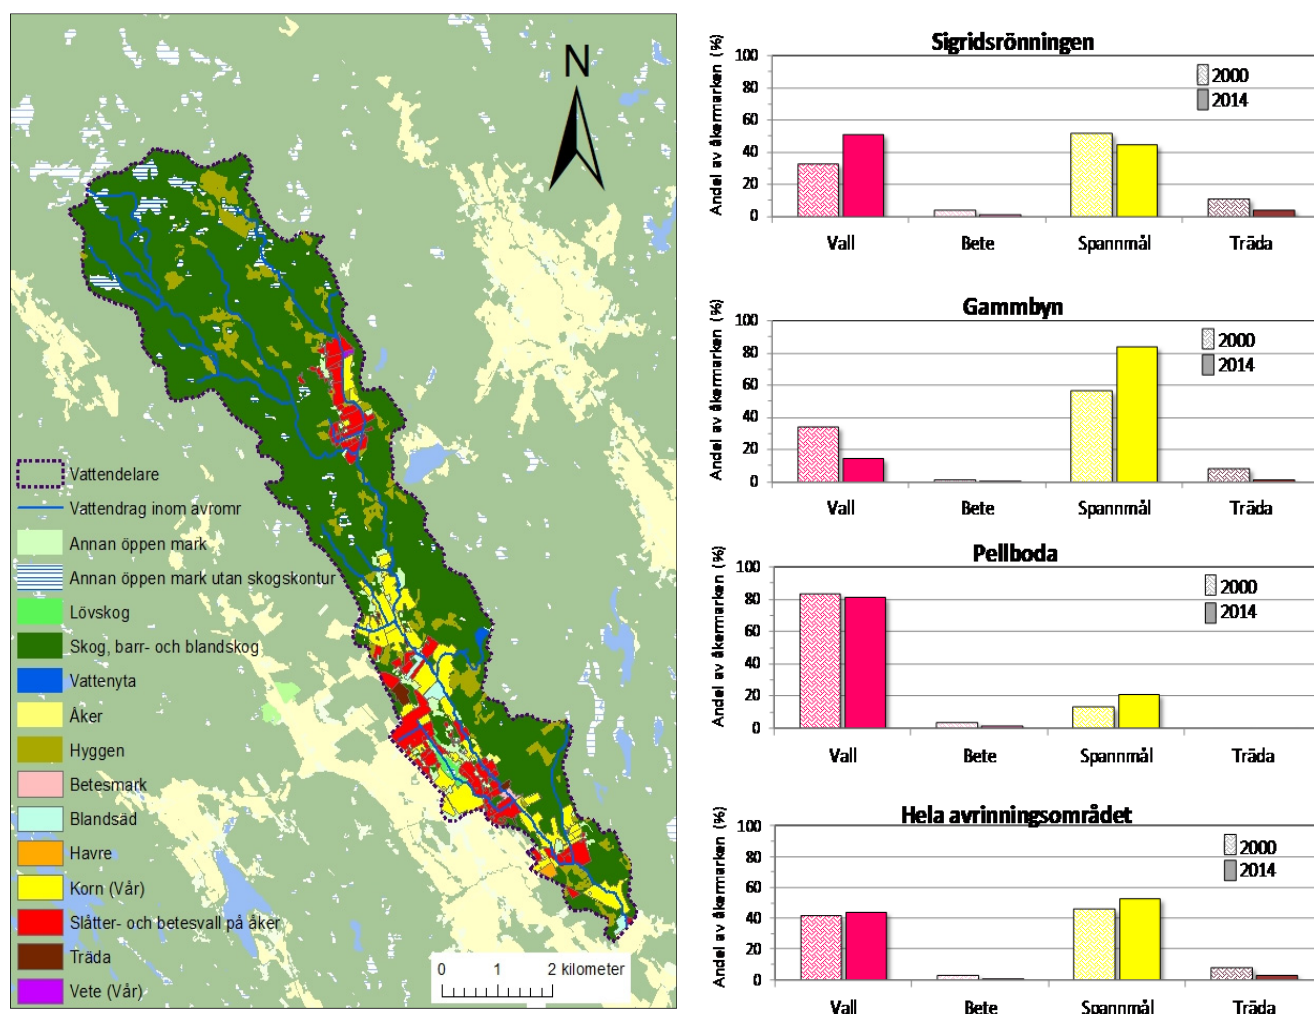 N
Vattendelare
Vattendrag inom avromr
Annan öppen mark
Annan öppen mark utan skogskontur
Lövskog
Skog, barr- och blandskog
Vattenyta
Åker
Hyggen
Betesmark
Blandsäd
Havre
Korn (Vår)
Slåtter- och betesvall på åker
Träda
Vete (Vår)
0 1 2 kilometer
Sigridsrönningen
Andel av åkermarken (%)
100
80
60
40
20
0
2000
2014
Vall Bete Spannmål Träda
Gammbyn
Andel av åkermarken (%)
100
80
60
40
20
0
2000
2014
Vall Bete Spannmål Träda
Pellboda
Andel av åkermarken (%)
100
80
60
40
20
0
2000
2014
Vall Bete Spannmål Träda
Hela avrinningsområdet
Andel av åkermarken (%)
100
80
60
40
20
0
2000
2014
Vall Bete Spannmål Träda